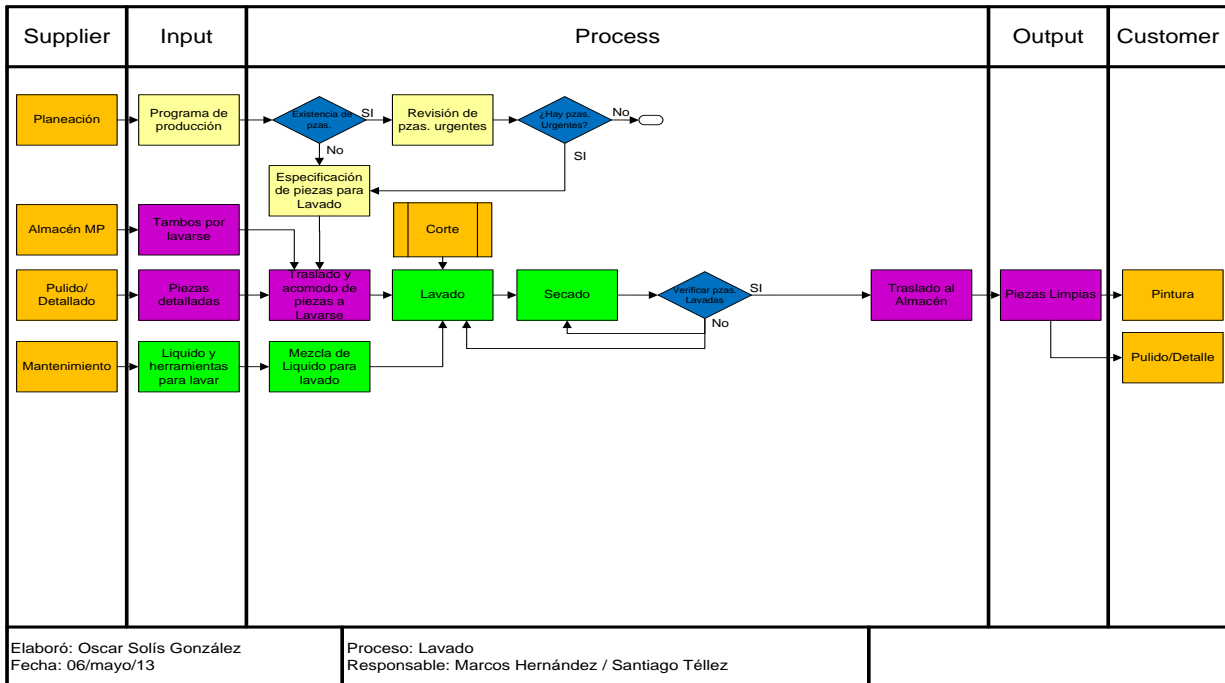 Supplier
Input
Process
Output
Customer
Planeación
Programa de
producción
Existencia de
pzas.
SI
No
Revisión de
pzas. urgentes
¿Hay pzas.
Urgentes?
No
SI
Especificación
de piezas para
Lavado
Almacén MP
Tambos por
lavarse
Corte
Pulido/
Detallado
Piezas
detalladas
Traslado y
acomodo de
piezas a
Lavarse
Lavado
Secado
Verificar pzas.
Lavadas
SI
No
Traslado al
Almacén
Piezas Limpias
Pintura
Pulido/Detalle
Mantenimiento
Liquido y
herramientas
para lavar
Mezcla de
Liquido para
lavado
Elaboró: Oscar Solís González
Fecha: 06/mayo/13
Proceso: Lavado
Responsable: Marcos Hernández / Santiago Téllez